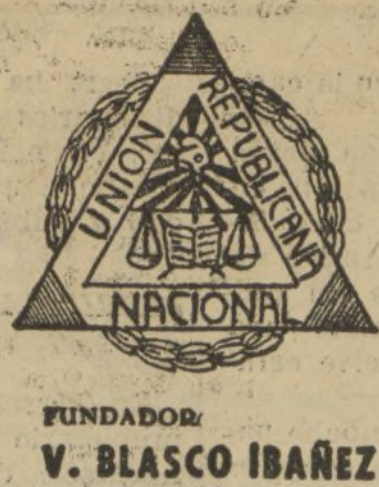 UNION
REPUBLICANA
NACIONAL
FUNDADOR
V. BLASCO IBAÑEZ